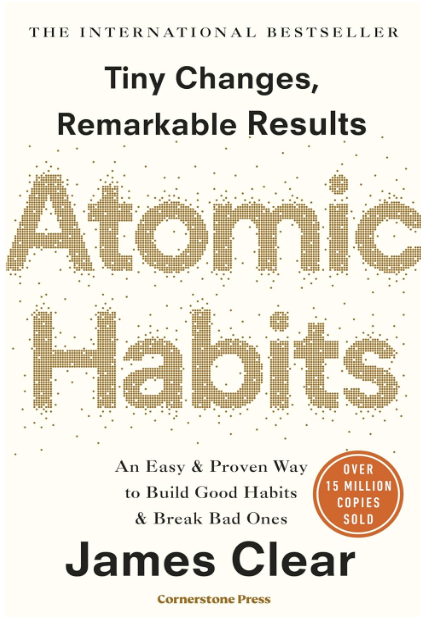 THE INTERNATIONAL BESTSELLER
Tiny Changes,
Remarkable Results
Atomic
Habits
An Easy & Proven Way
to Build Good Habits
& Break Bad Ones
OVER
15 MILLION
COPIES
SOLD
James Clear
Cornerstone Press